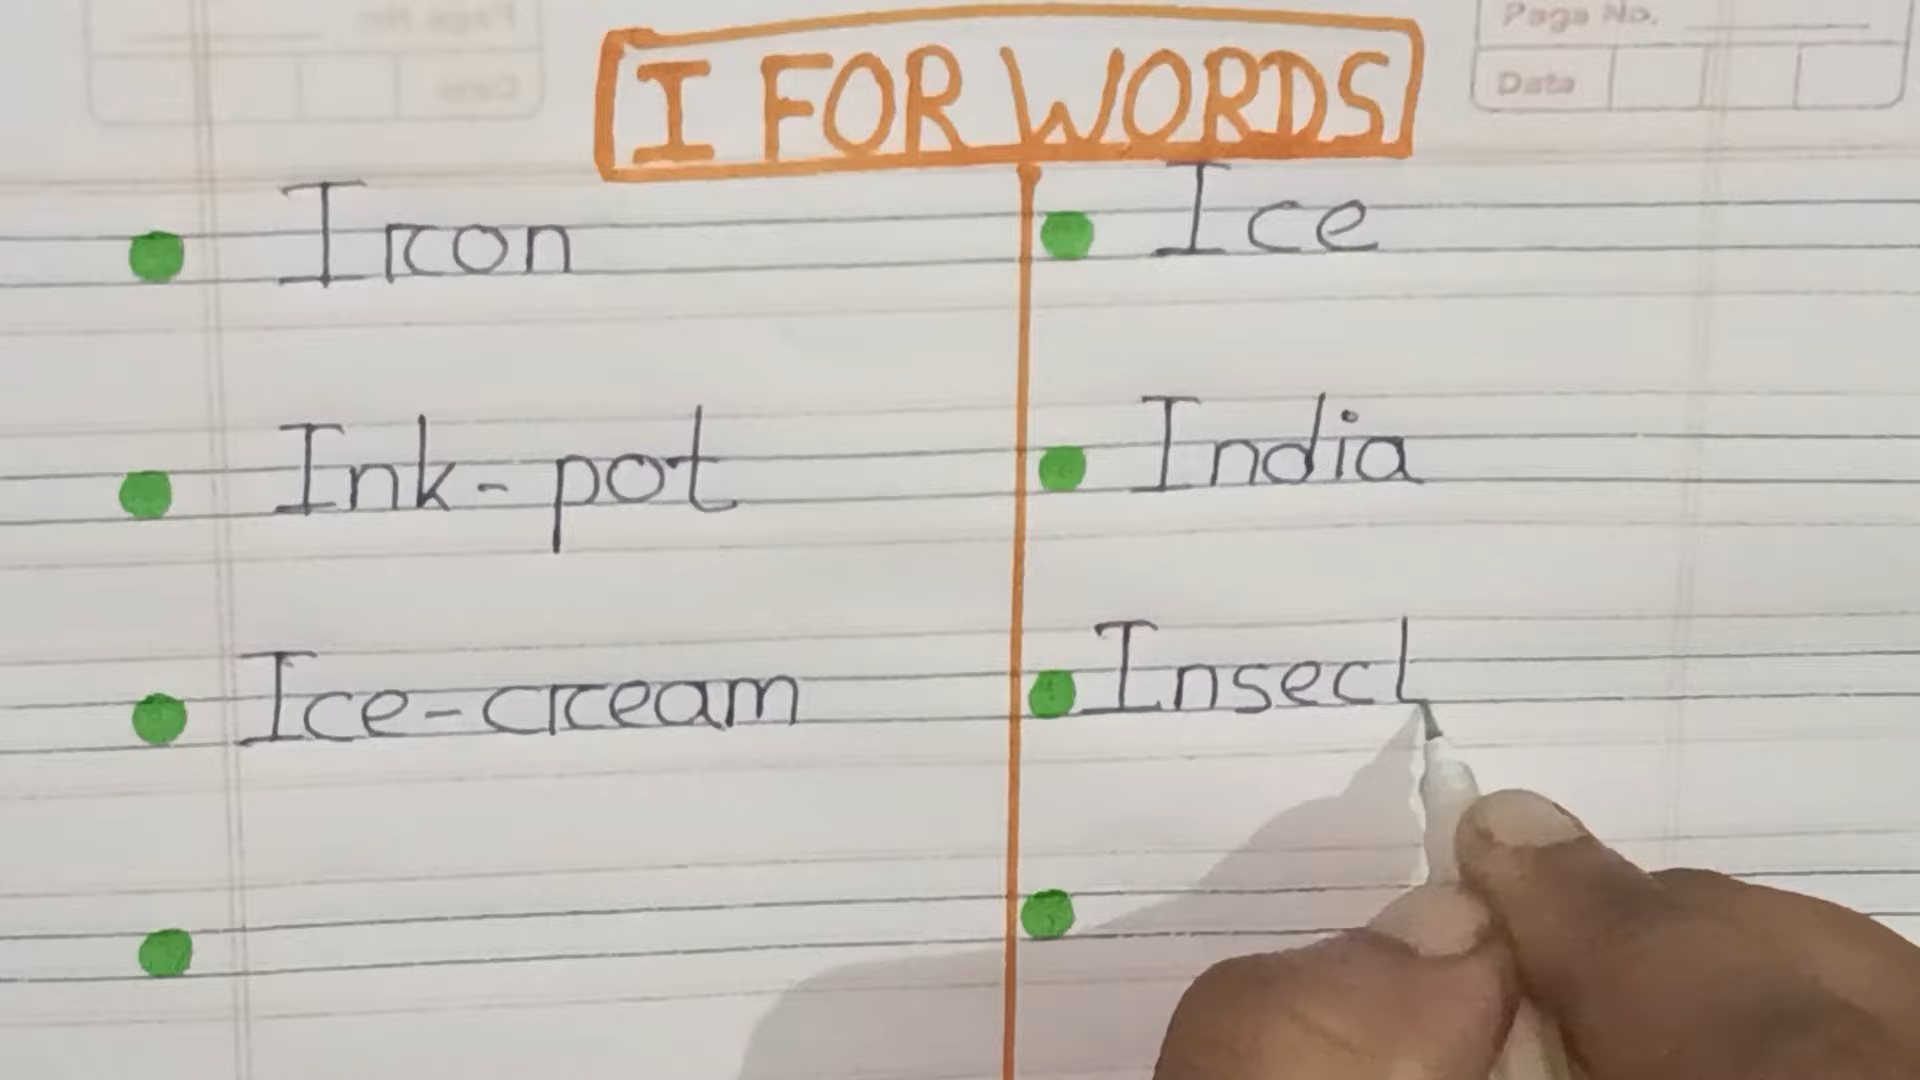 Page No.
Date
I FOR WORDS
Iron
Ice
Ink-pot
India
Ice-cream
Insect